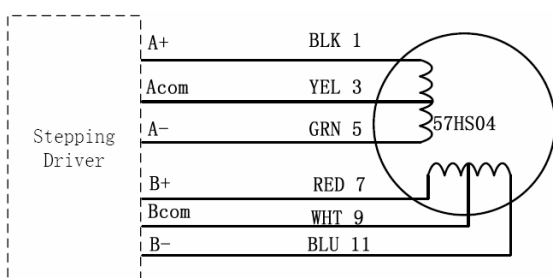 A+ BLK 1
Acom YEL 3
A- GRN 5
57HS04
Stepping
Driver
B+ RED 7
Bcom WHT 9
B- BLU 11